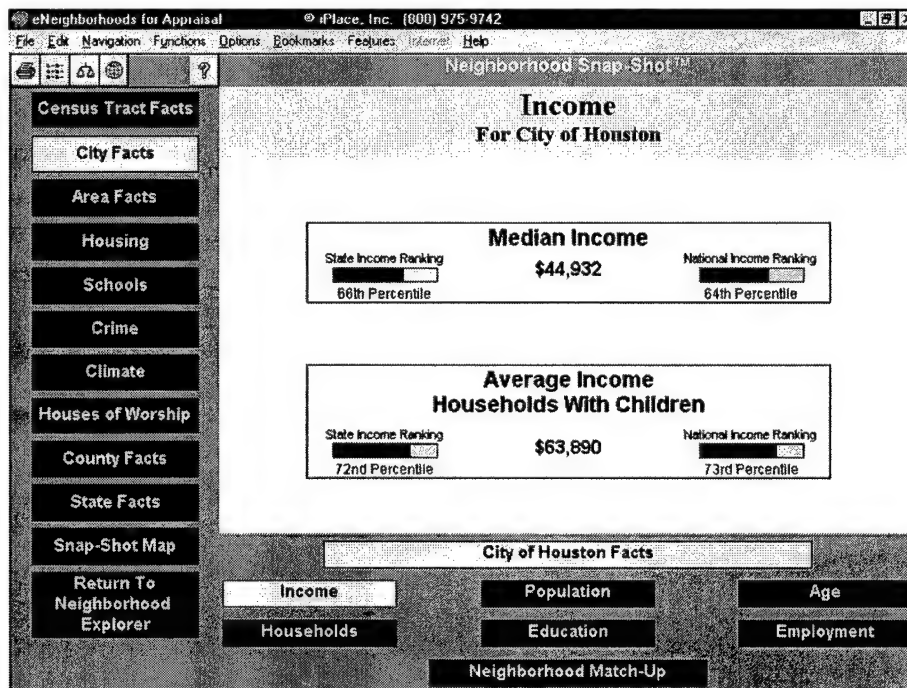 eNeighborhoods for Appraisal © iPlace, Inc. (800) 975-9742
File Edit Navigation Functions Options Bookmarks Features Internet Help
?
Neighborhood Snap-Shot™
Census Tract Facts
City Facts
Area Facts
Housing
Schools
Crime
Climate
Houses of Worship
County Facts
State Facts
Snap-Shot Map
Return To
Neighborhood
Explorer
Income
For City of Houston
Median Income
State Income Ranking
66th Percentile
$44,932
National Income Ranking
64th Percentile
Average Income
Households With Children
State Income Ranking
72nd Percentile
$63,890
National Income Ranking
73rd Percentile
City of Houston Facts
Income Population Age
Households Education Employment
Neighborhood Match-Up